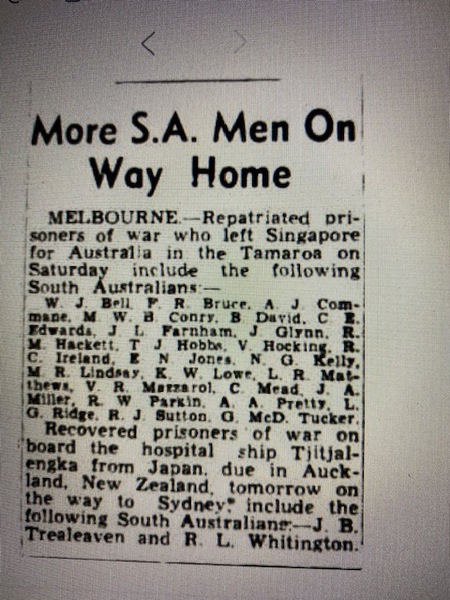 More S.A. Men On
Way Home
MELBOURNE.—Repatriated pri-
soners of war who left Singapore
for Australia in the Tamaroa on
Saturday include the following
South Australians:—
W. J. Bell, F. R. Bruce, A. J. Com-
mane, M. W. B. Conry, B. David, C. E.
Edwards, J. L. Farnham, J. Glynn, R.
M. Hackett, T. J. Hobbs, V. Hocking, R.
C. Ireland, E. N. Jones, N. G. Kelly,
M. R. Lindsay, K. W. Lowe, L. R. Mat-
thews, V. R. Mazzarol, C. Mead, J. A.
Miller, R. W. Parkin, A. A. Pretty, L.
G. Ridge, R. J. Sutton, G. McD. Tucker.
Recovered prisoners of war on
board the hospital ship Tjitjal-
engka from Japan, due in Auck-
land, New Zealand, tomorrow on
the way to Sydney, include the
following South Australians:—J. B.
Trealeaven and R. L. Whitington.